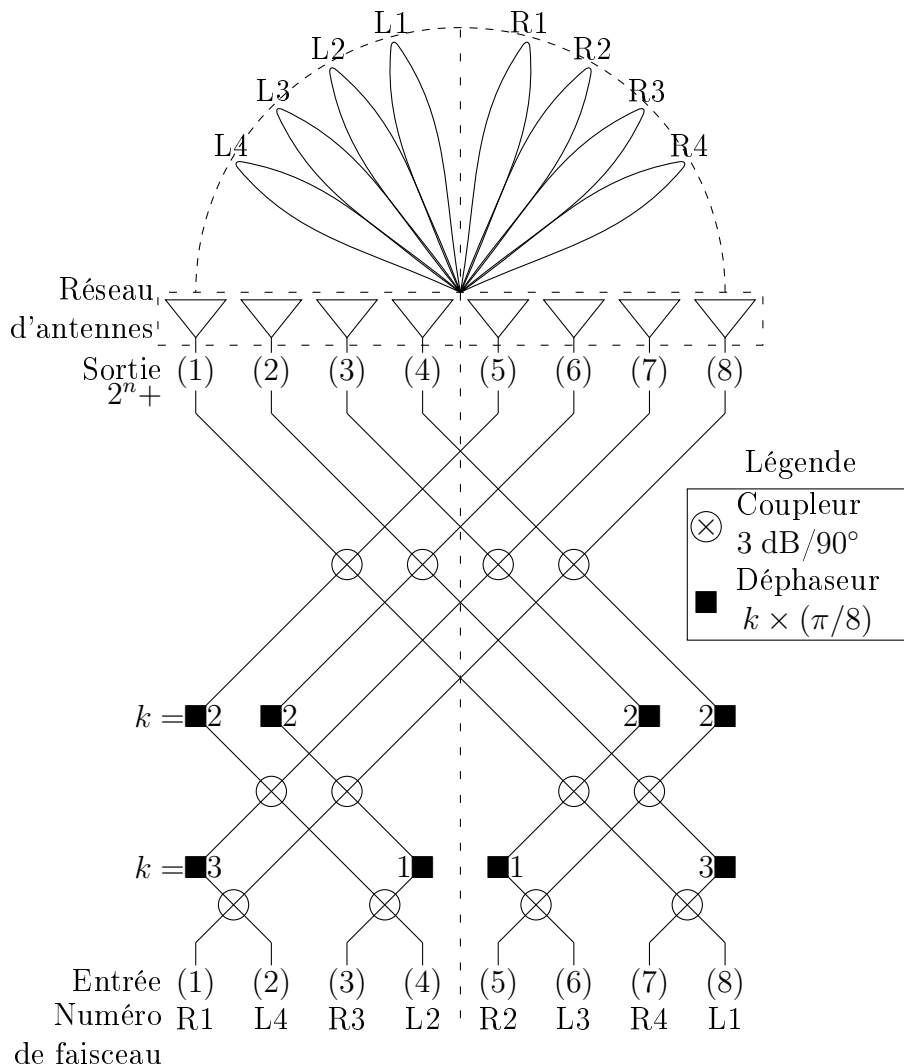 L1 R1
L2 R2
L3 R3
L4 R4
Réseau
d'antennes
Sortie (1) (2) (3) (4) (5) (6) (7) (8)
2ⁿ+
Légende
Coupleur
3 dB/90°
Déphaseur
k × (π/8)
k = 2 2 2 2
k = 3 1 1 3
Entrée (1) (2) (3) (4) (5) (6) (7) (8)
Numéro R1 L4 R3 L2 R2 L3 R4 L1
de faisceau